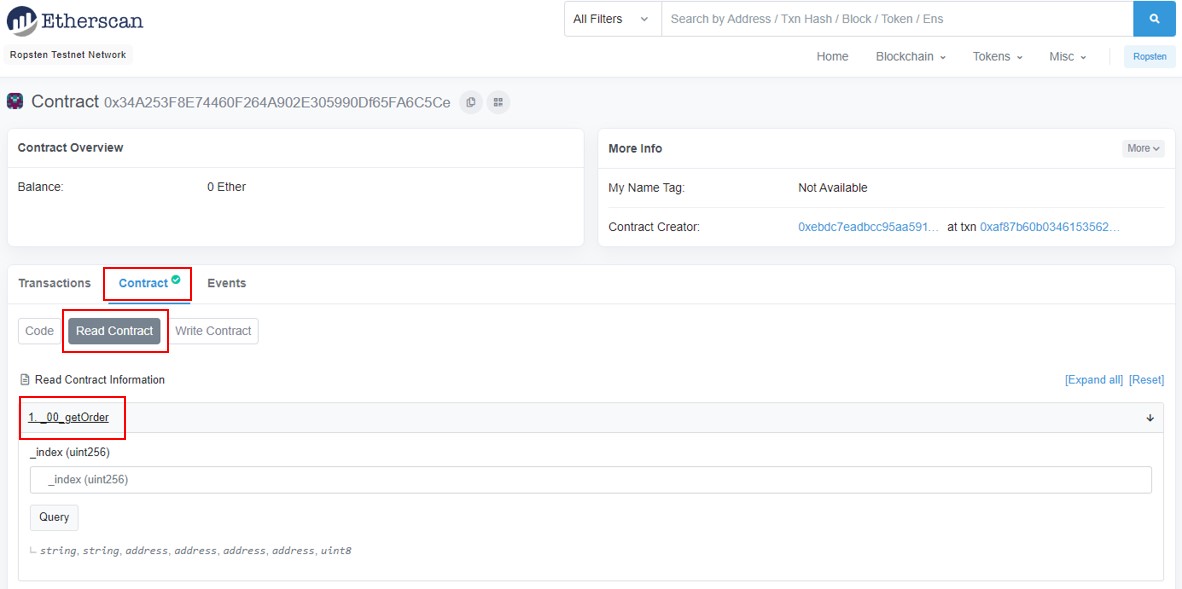 Etherscan
All Filters
Search by Address / Txn Hash / Block / Token / Ens
Ropsten Testnet Network
Home Blockchain Tokens Misc Ropsten
Contract 0x34A253F8E74460F264A902E305990Df65FA6C5Ce
Contract Overview
Balance: 0 Ether
More Info More
My Name Tag: Not Available
Contract Creator: 0xebdc7eadbcc95aa591... at txn 0xaf87b60b0346153562...
Transactions Contract Events
Code Read Contract Write Contract
Read Contract Information [Expand all] [Reset]
1. _00_getOrder
_index (uint256)
_index (uint256)
Query
string, string, address, address, address, address, uint8